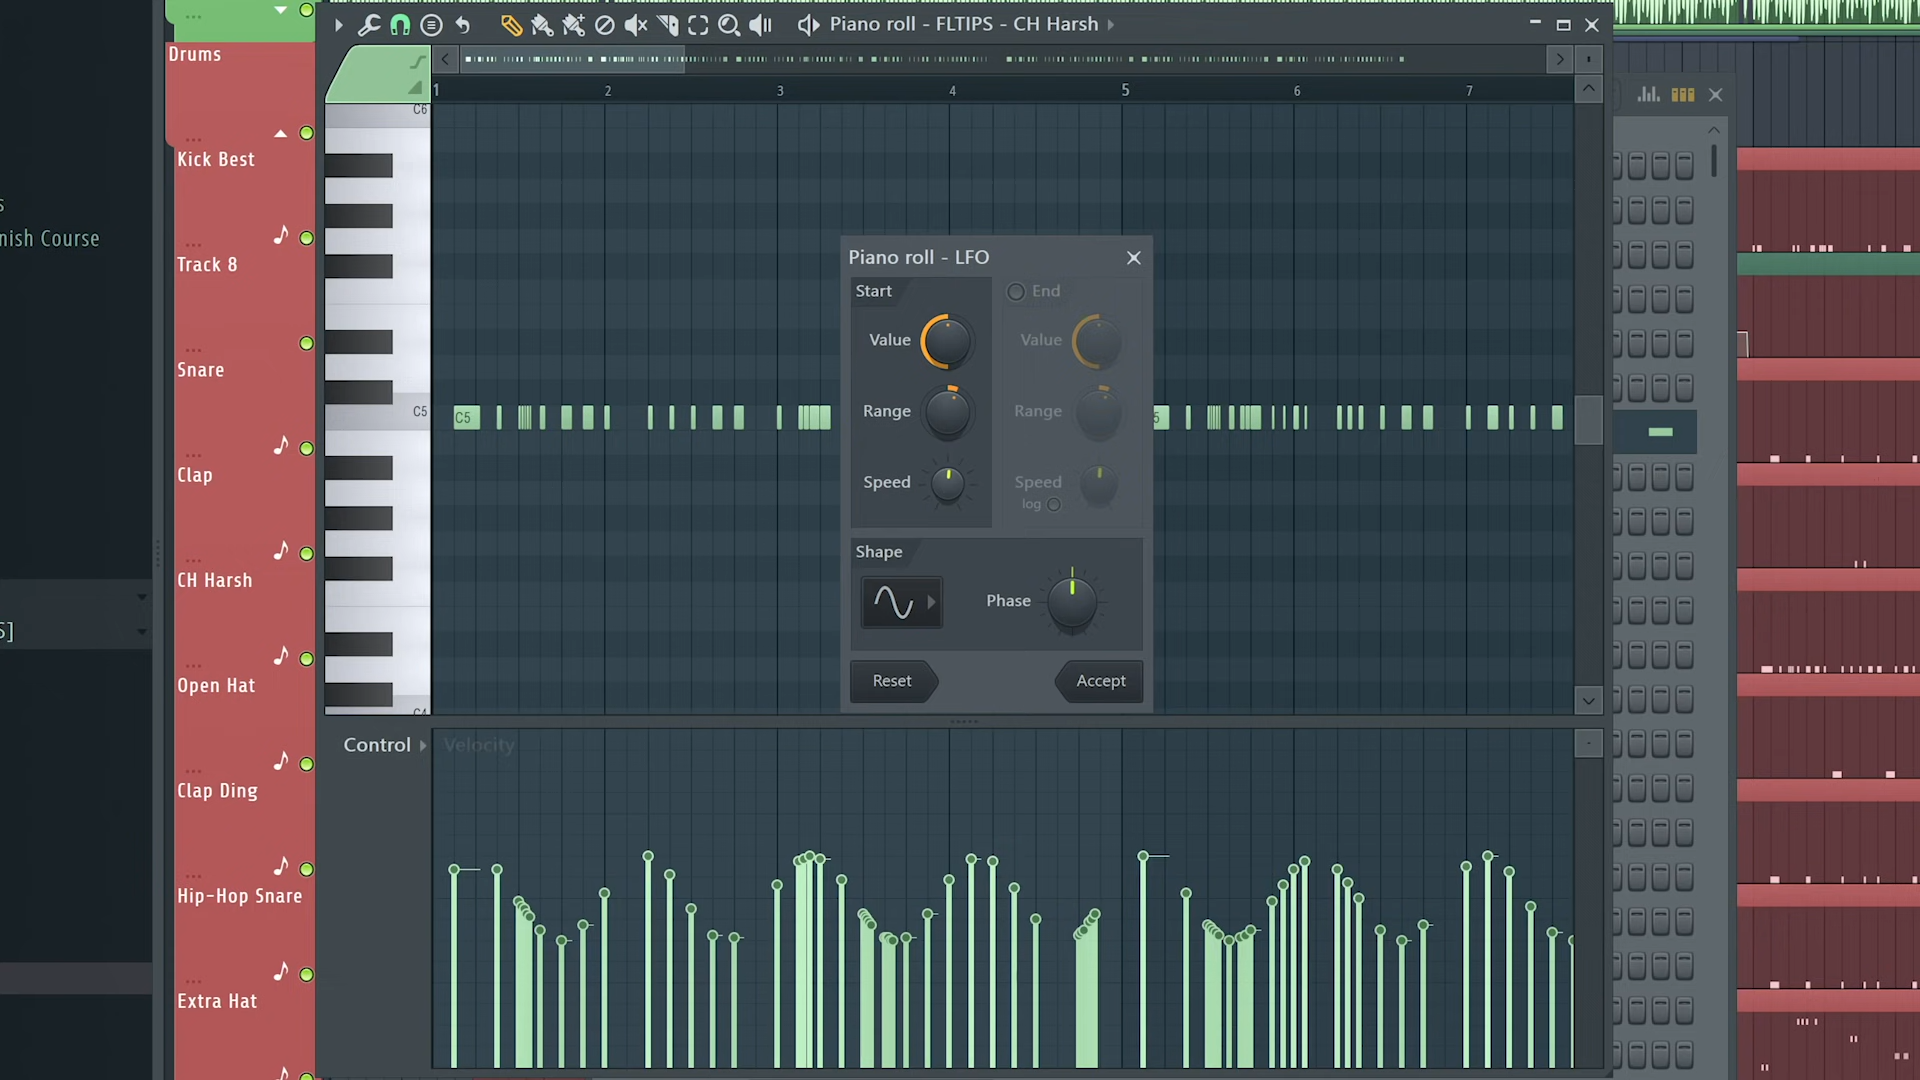 Piano roll - FLTIPS - CH Harsh
Drums
Kick Best
Track 8
Snare
Clap
CH Harsh
Open Hat
Clap Ding
Hip-Hop Snare
Extra Hat
nish Course
s
S]
1 2 3 4 5 6 7
C6
C5
C4
C5
5
Piano roll - LFO
Start
End
Value
Value
Range
Range
Speed
Speed
log
Shape
Phase
Reset
Accept
Control
Velocity